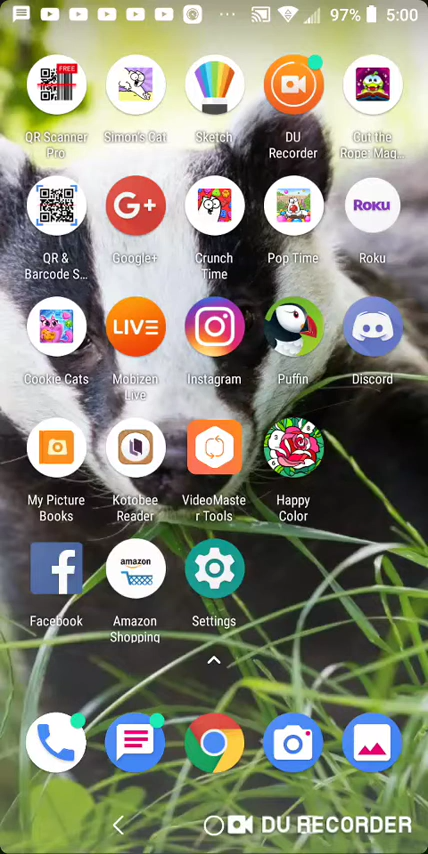 97% 5:00
FREE
QR Scanner Pro
Simon's Cat
Sketch
DU Recorder
Cut the Rope: Mag...
G+
Roku
QR & Barcode S...
Google+
Crunch Time
Pop Time
Roku
LIVE
Cookie Cats
Mobizen Live
Instagram
Puffin
Discord
My Picture Books
Kotobee Reader
VideoMaste r Tools
Happy Color
f
amazon
Facebook
Amazon Shopping
Settings
DU RECORDER